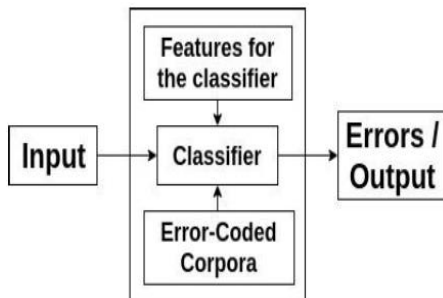 Features for
the classifier
Input
Classifier
Errors /
Output
Error-Coded
Corpora